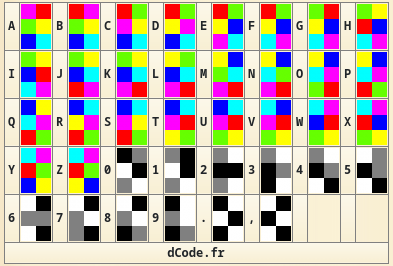 A B C D E F G H
I J K L M N O P
Q R S T U V W X
Y Z 0 1 2 3 4 5
6 7 8 9 . ,
dCode.fr